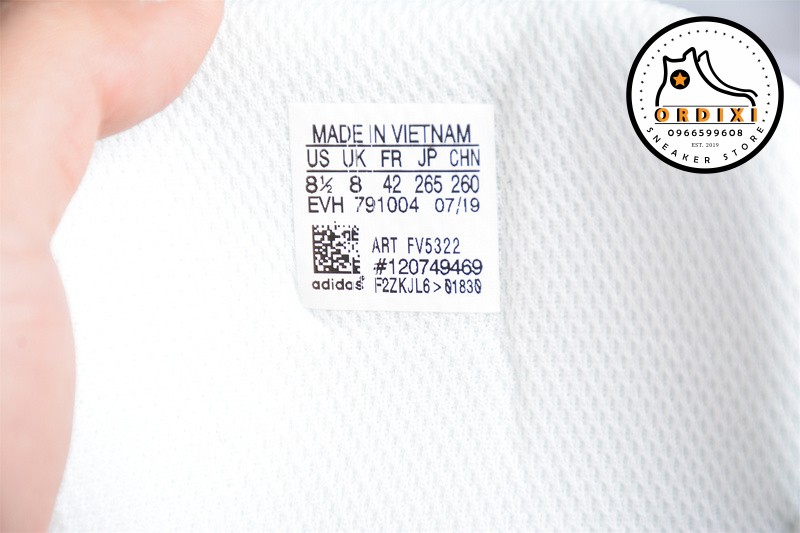 MADE IN VIETNAM
US UK FR JP CHN
8½ 8 42 265 260
EVH 791004 07/19
ART FV5322
#120749469
adidas F2ZKJL6>01830
ORDIXI
0966599608
EST. 2019
SNEAKER STORE